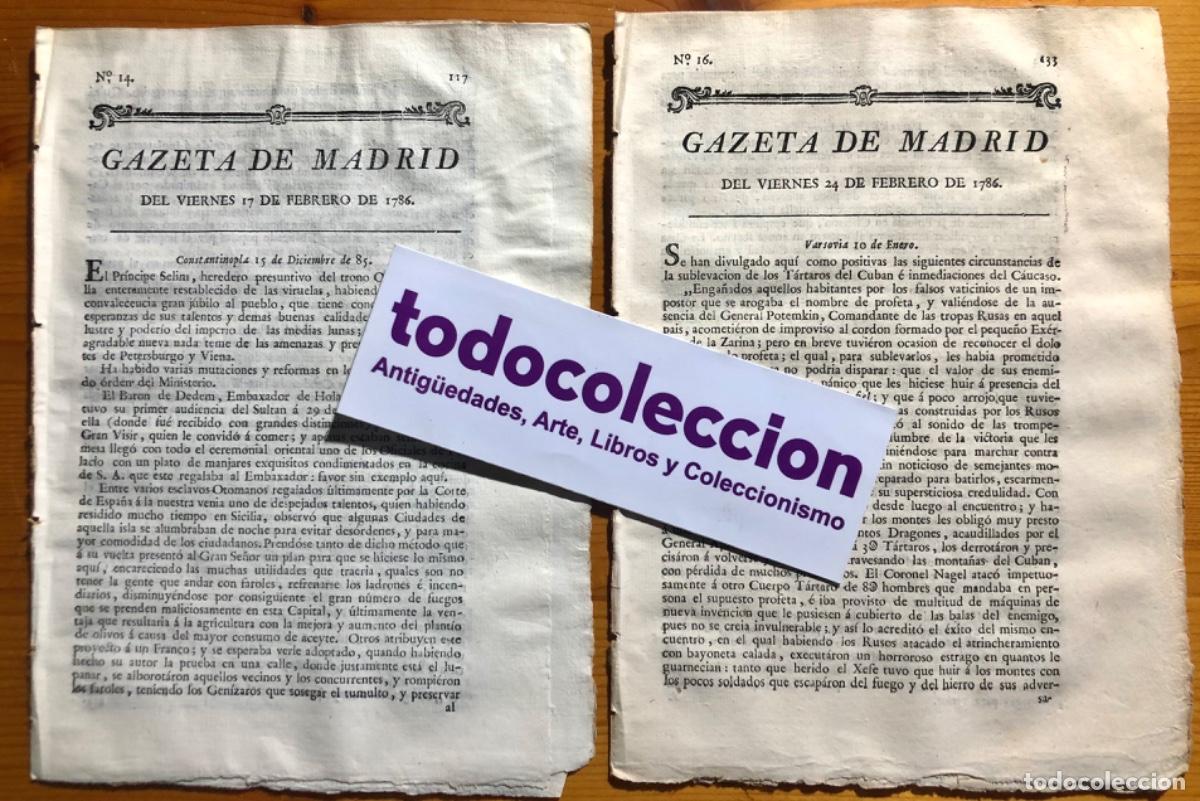 Nº. 14. 117
GAZETA DE MADRID
DEL VIERNES 17 DE FEBRERO DE 1786.
Constantinopla 15 de Diciembre de 85.
El Príncipe Selim, heredero presuntivo del trono
lla enteramente restablecido de las viruelas, habiend
convalecencia gran júbilo al pueblo, que tiene con
esperanzas de sus talentos y demas buenas calidade
lustre y poderío del imperio de las medias lunas;
agradable nueva nada teme de las amenazas y pre
tes de Petersburgo y Viena.
Ha habido varias mutaciones y reformas en l
do órden del Ministerio.
El Baron de Dedem, Embaxador de Hol
tuvo su primer audiencia del Sultan á 29 de
ella (donde fué recibido con grandes distincione
Gran Visir, quien le convidó á comer; y apenas estaban
mesa llegó con todo el ceremonial oriental uno de los Oficiales de
lacio con un plato de manjares exquisitos condimentados en la cocina
de S. A. que este regalaba al Embaxador: favor sin exemplo aquí.
Entre varios esclavos Otomanos regalados últimamente por la Corte
de España á la nuestra venia uno de despejados talentos, quien habiendo
residido mucho tiempo en Sicilia, observó que algunas Ciudades de
aquella isla se alumbraban de noche para evitar desórdenes, y para ma-
yor comodidad de los ciudadanos. Prendóse tanto de dicho método que
á su vuelta presentó al Gran Señor un plan para que se hiciese lo mismo
aquí, encareciendo las muchas utilidades que traeria, quales son no
tener la gente que andar con faroles, refrenarse los ladrones é incen-
diarios, disminuyéndose por consiguiente el gran número de fuegos
que se prenden maliciosamente en esta Capital, y últimamente la ven-
taja que resultaria á la agricultura con la mejora y aumento del plantío
de olivos á causa del mayor consumo de aceyte. Otros atribuyen este
proyecto á un Franco; y se esperaba verle adoptado, quando habiendo
hecho su autor la prueba en una calle, donde justamente está el lu-
panar, se alborotáron aquellos vecinos y los concurrentes, y rompiéron
los faroles, teniendo los Genízaros que sosegar el tumulto, y preservar
al
todocoleccion
Antigüedades, Arte, Libros y Coleccionismo
Nº. 16. 133
GAZETA DE MADRID
DEL VIERNES 24 DE FEBRERO DE 1786.
Varsovia 10 de Enero.
Se han divulgado aquí como positivas las siguientes circunstancias de
la sublevacion de los Tártaros del Cuban é inmediaciones del Cáucaso.
„Engañados aquellos habitantes por los falsos vaticinios de un im-
postor que se arogaba el nombre de profeta, y valiéndose de la au-
sencia del General Potemkin, Comandante de las tropas Rusas en aquel
pais, acometiéron de improviso al cordon formado por el pequeño Exér-
de la Zarina; pero en breve tuviéron ocasion de reconocer el dolo
profeta; el qual, para sublevarlos, les habia prometido
no podria disparar: que el valor de sus enemi-
pánico que les hiciese huir á presencia del
y que á poco arrojo, que tuvie-
as construidas por los Rusos
ó al sonido de las trompe-
lumbre de la victoria que les
niéndose para marchar contra
in noticioso de semejantes mo-
eparado para batirlos, escarmen-
su supersticiosa credulidad. Con
desde luego al encuentro; y ha-
r los montes les obligó muy presto
ntos Dragones, acaudillados por el
General Tártaros, los derrotáron y pre-
cisáron á volvers ravesando las montañas del Cuban,
con pérdida de mucho os. El Coronel Nagel atacó impetuo-
samente á otro Cuerpo Tártaro de 8@ hombres que mandaba en per-
sona el supuesto profeta, é iba provisto de multitud de máquinas de
nueva invencion que le pusiesen á cubierto de las balas del enemigo,
pues no se creia invulnerable; y así lo acreditó el éxito del mismo en-
cuentro, en el qual habiendo los Rusos atacado el atrincheramiento
con bayoneta calada, executáron un horroroso estrago en quantos le
guarnecian: tanto que herido el Xefe tuvo que huir á los montes con
los pocos soldados que escapáron del fuego y del hierro de sus adver-
sa-
todocoleccion